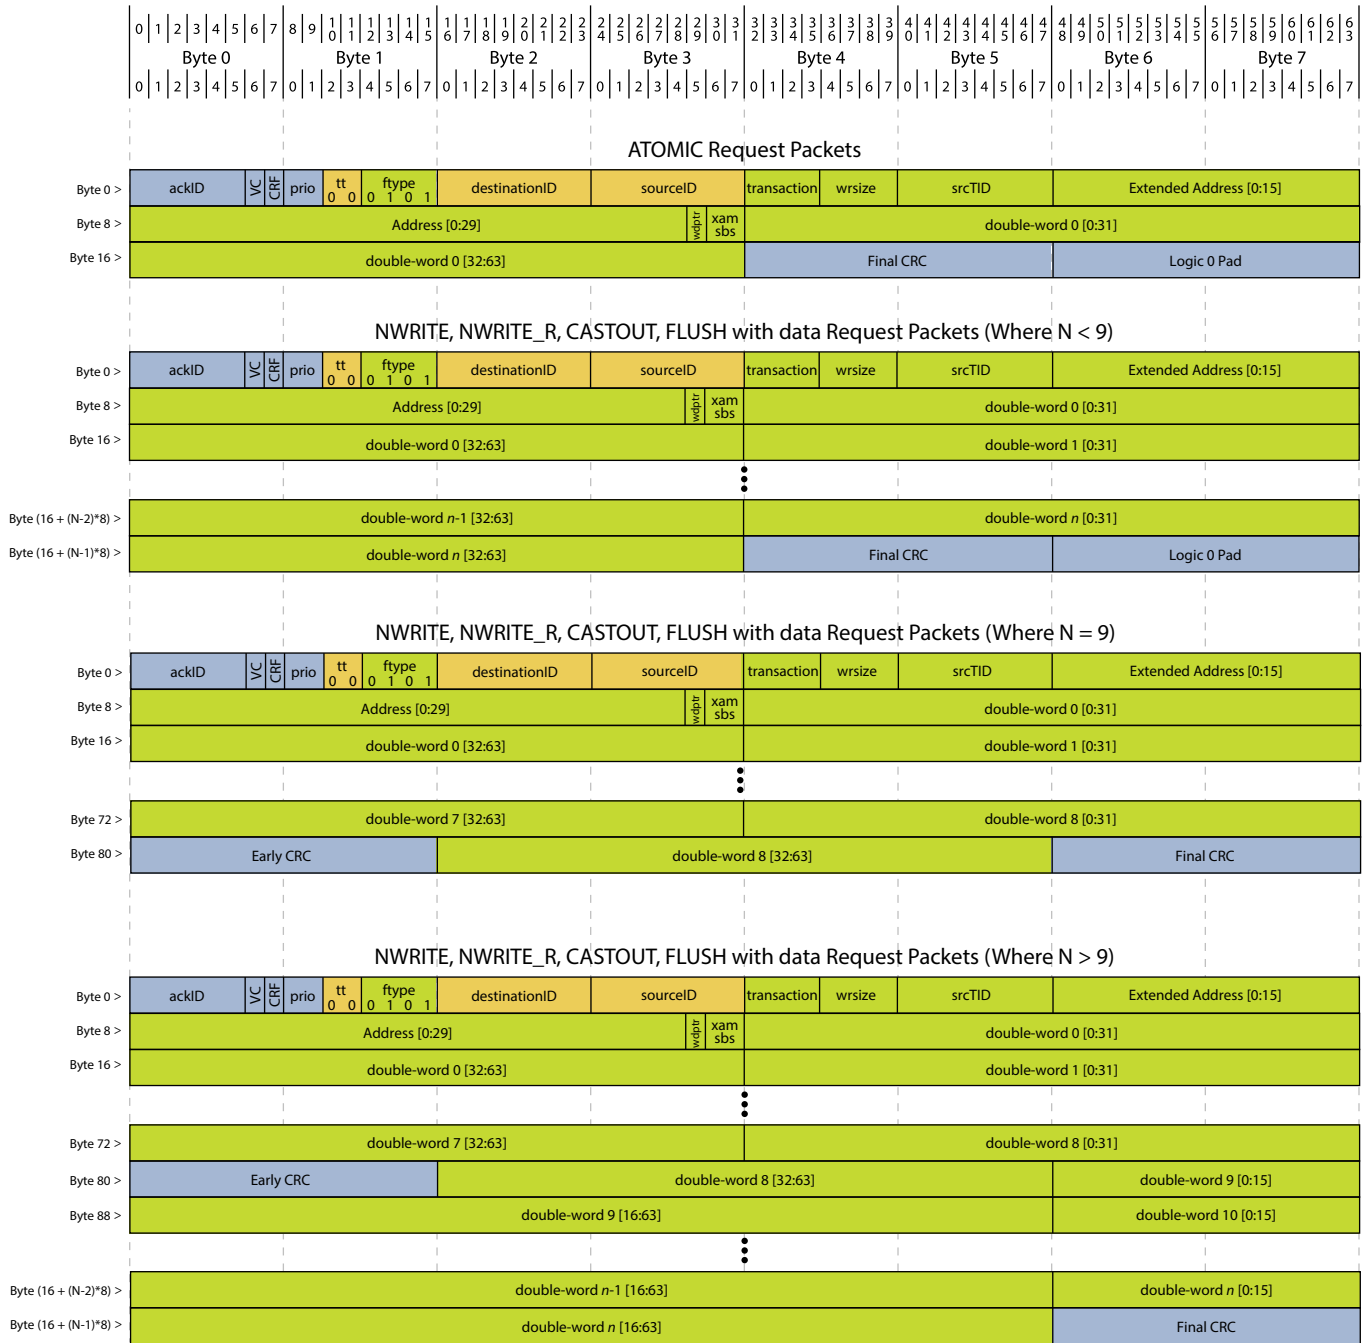 0 1 2 3 4 5 6 7 8 9 10 11 12 13 14 15 16 17 18 19 20 21 22 23 24 25 26 27 28 29 30 31 32 33 34 35 36 37 38 39 40 41 42 43 44 45 46 47 48 49 50 51 52 53 54 55 56 57 58 59 60 61 62 63
Byte 0 Byte 1 Byte 2 Byte 3 Byte 4 Byte 5 Byte 6 Byte 7
0 1 2 3 4 5 6 7 0 1 2 3 4 5 6 7 0 1 2 3 4 5 6 7 0 1 2 3 4 5 6 7 0 1 2 3 4 5 6 7 0 1 2 3 4 5 6 7 0 1 2 3 4 5 6 7 0 1 2 3 4 5 6 7
ATOMIC Request Packets
Byte 0 > ackID VC CRF prio tt 0 0 ftype 0 1 0 1 destinationID sourceID transaction wrsize srcTID Extended Address [0:15]
Byte 8 > Address [0:29] wdptr xam sbs double-word 0 [0:31]
Byte 16 > double-word 0 [32:63] Final CRC Logic 0 Pad
NWRITE, NWRITE_R, CASTOUT, FLUSH with data Request Packets (Where N < 9)
Byte 0 > ackID VC CRF prio tt 0 0 ftype 0 1 0 1 destinationID sourceID transaction wrsize srcTID Extended Address [0:15]
Byte 8 > Address [0:29] wdptr xam sbs double-word 0 [0:31]
Byte 16 > double-word 0 [32:63] double-word 1 [0:31]
Byte (16 + (N-2)*8) > double-word n-1 [32:63] double-word n [0:31]
Byte (16 + (N-1)*8) > double-word n [32:63] Final CRC Logic 0 Pad
NWRITE, NWRITE_R, CASTOUT, FLUSH with data Request Packets (Where N = 9)
Byte 0 > ackID VC CRF prio tt 0 0 ftype 0 1 0 1 destinationID sourceID transaction wrsize srcTID Extended Address [0:15]
Byte 8 > Address [0:29] wdptr xam sbs double-word 0 [0:31]
Byte 16 > double-word 0 [32:63] double-word 1 [0:31]
Byte 72 > double-word 7 [32:63] double-word 8 [0:31]
Byte 80 > Early CRC double-word 8 [32:63] Final CRC
NWRITE, NWRITE_R, CASTOUT, FLUSH with data Request Packets (Where N > 9)
Byte 0 > ackID VC CRF prio tt 0 0 ftype 0 1 0 1 destinationID sourceID transaction wrsize srcTID Extended Address [0:15]
Byte 8 > Address [0:29] wdptr xam sbs double-word 0 [0:31]
Byte 16 > double-word 0 [32:63] double-word 1 [0:31]
Byte 72 > double-word 7 [32:63] double-word 8 [0:31]
Byte 80 > Early CRC double-word 8 [32:63] double-word 9 [0:15]
Byte 88 > double-word 9 [16:63] double-word 10 [0:15]
Byte (16 + (N-2)*8) > double-word n-1 [16:63] double-word n [0:15]
Byte (16 + (N-1)*8) > double-word n [16:63] Final CRC